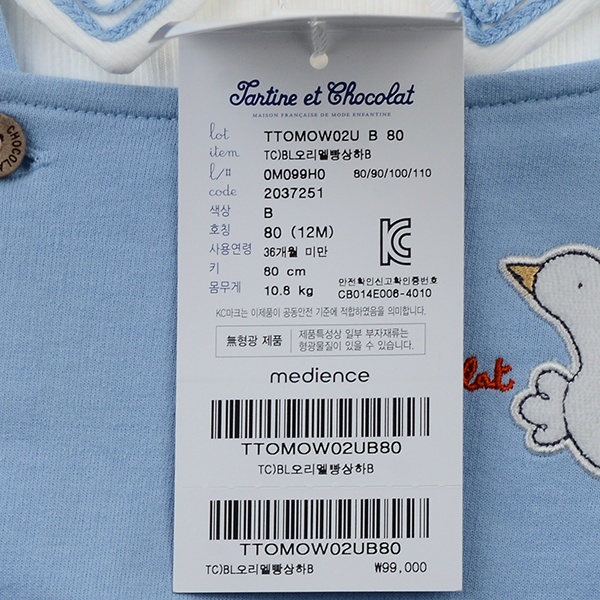 Tartine et Chocolat
MAISON FRANÇAISE DE MODE ENFANTINE
lot TTOMOW02U B 80
item TC)BL오리멜빵상하B
l/# 0M099H0 80/90/100/110
code 2037251
색상 B
호칭 80 (12M)
사용연령 36개월 미만
키 80 cm
몸무게 10.8 kg
안전확인신고확인증번호
CB014E006-4010
KC마크는 이제품이 공동안전 기준에 적합하였음을 의미합니다.
無형광 제품
제품특성상 일부 부자재류는
형광물질이 있을 수 있습니다.
medience
TTOMOW02UB80
TC)BL오리멜빵상하B
TTOMOW02UB80
TC)BL오리멜빵상하B ₩99,000
CHOCOLA
lat